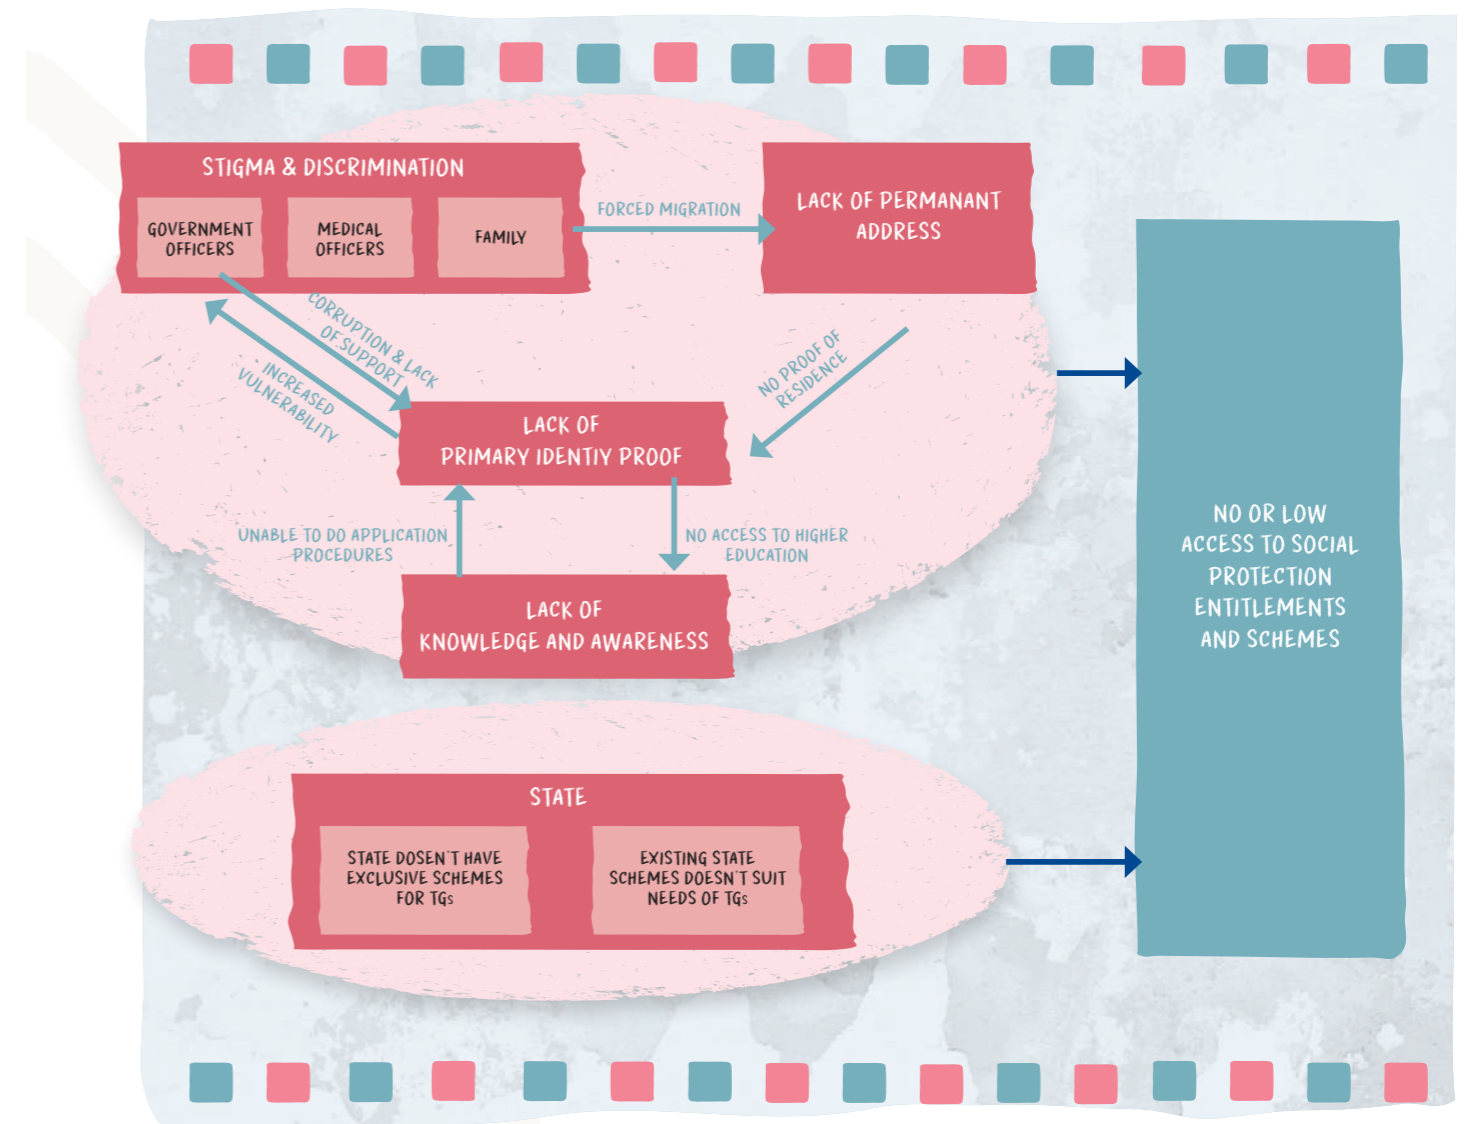 STIGMA & DISCRIMINATION
GOVERNMENT
OFFICERS
MEDICAL
OFFICERS
FAMILY
FORCED MIGRATION
LACK OF PERMANANT
ADDRESS
CORRUPTION & LACK
OF SUPPORT
INCREASED
VULNERABILITY
NO PROOF OF
RESIDENCE
LACK OF
PRIMARY IDENTIY PROOF
UNABLE TO DO APPLICATION
PROCEDURES
NO ACCESS TO HIGHER
EDUCATION
LACK OF
KNOWLEDGE AND AWARENESS
NO OR LOW
ACCESS TO SOCIAL
PROTECTION
ENTITLEMENTS
AND SCHEMES
STATE
STATE DOSEN'T HAVE
EXCLUSIVE SCHEMES
FOR TGs
EXISTING STATE
SCHEMES DOESN'T SUIT
NEEDS OF TGs